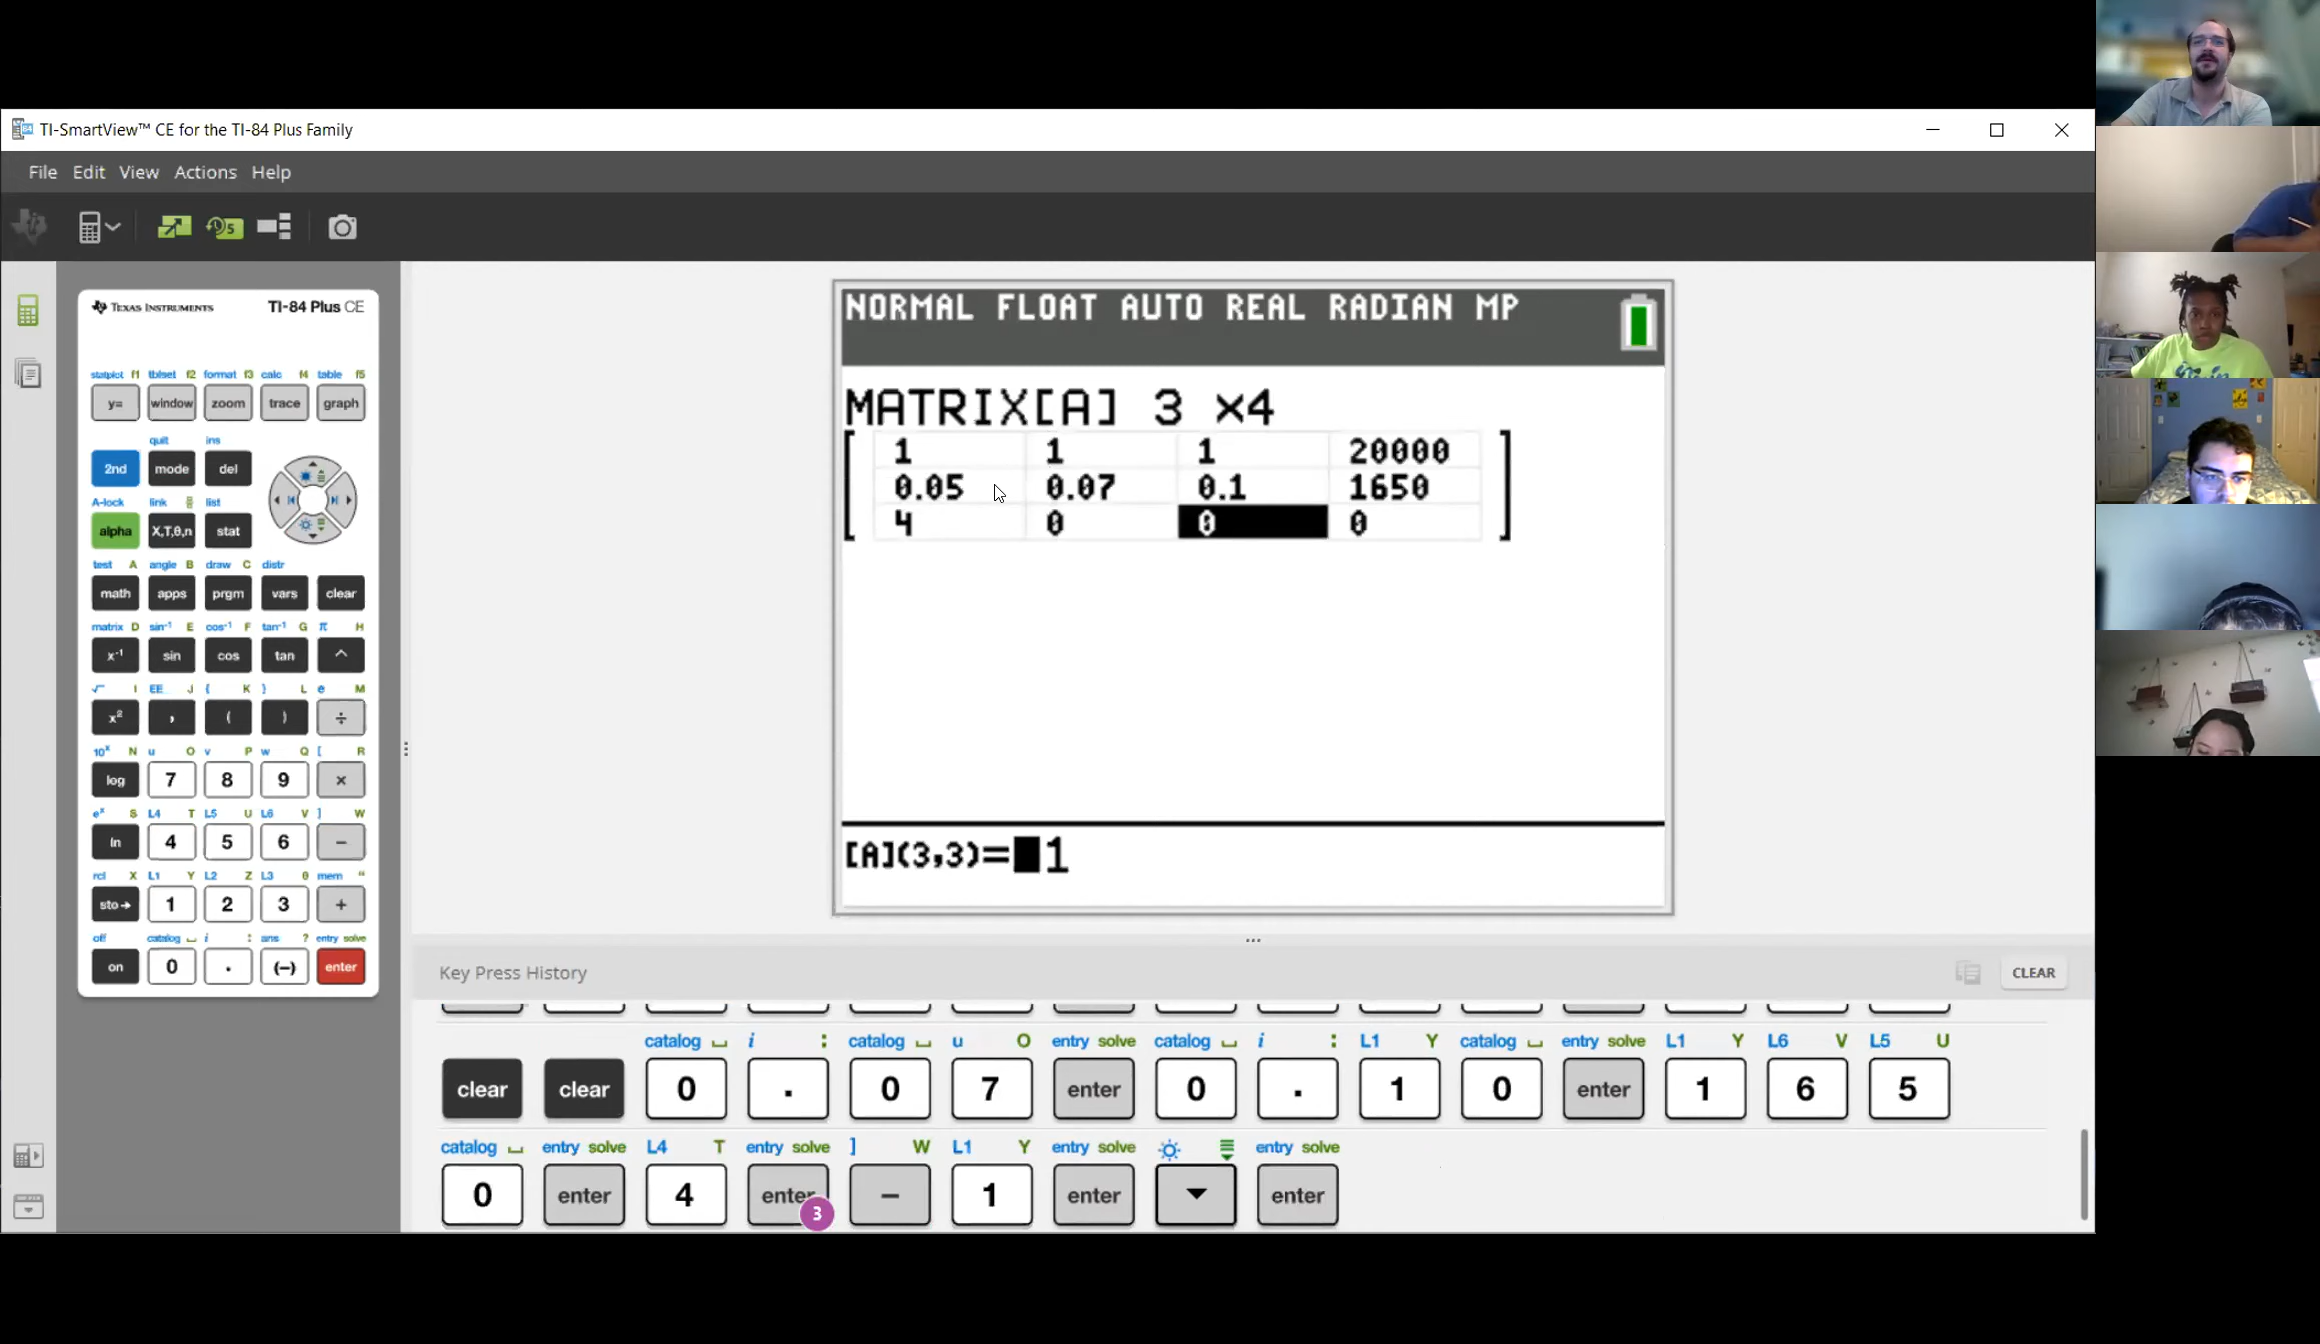 TI-SmartView™ CE for the TI-84 Plus Family
File Edit View Actions Help
TEXAS INSTRUMENTS TI-84 Plus CE
statplot f1 tblset f2 format f3 calc f4 table f5
y= window zoom trace graph
quit ins
2nd mode del
A-lock link list
alpha X,T,θ,n stat
test A angle B draw C distr
math apps prgm vars clear
matrix D sin⁻¹ E cos⁻¹ F tan⁻¹ G π H
x⁻¹ sin cos tan ^
√ I EE J { K } L e M
x² , ( ) ÷
10ˣ N u O v P w Q [ R
log 7 8 9 ×
eˣ S L4 T L5 U L6 V ] W
ln 4 5 6 −
rcl X L1 Y L2 Z L3 θ mem "
sto→ 1 2 3 +
off catalog ⎵ i : ans ? entry solve
on 0 . (−) enter
NORMAL FLOAT AUTO REAL RADIAN MP
MATRIX[A] 3 ×4
[ 1 1 1 20000 ]
0.05 0.07 0.1 1650
4 0 0 0
[A](3,3)=1
Key Press History CLEAR
catalog ⎵ i : catalog ⎵ u O entry solve catalog ⎵ i : L1 Y catalog ⎵ entry solve L1 Y L6 V L5 U
clear clear 0 . 0 7 enter 0 . 1 0 enter 1 6 5
catalog ⎵ entry solve L4 T entry solve ] W L1 Y entry solve entry solve
0 enter 4 enter 3 − 1 enter enter